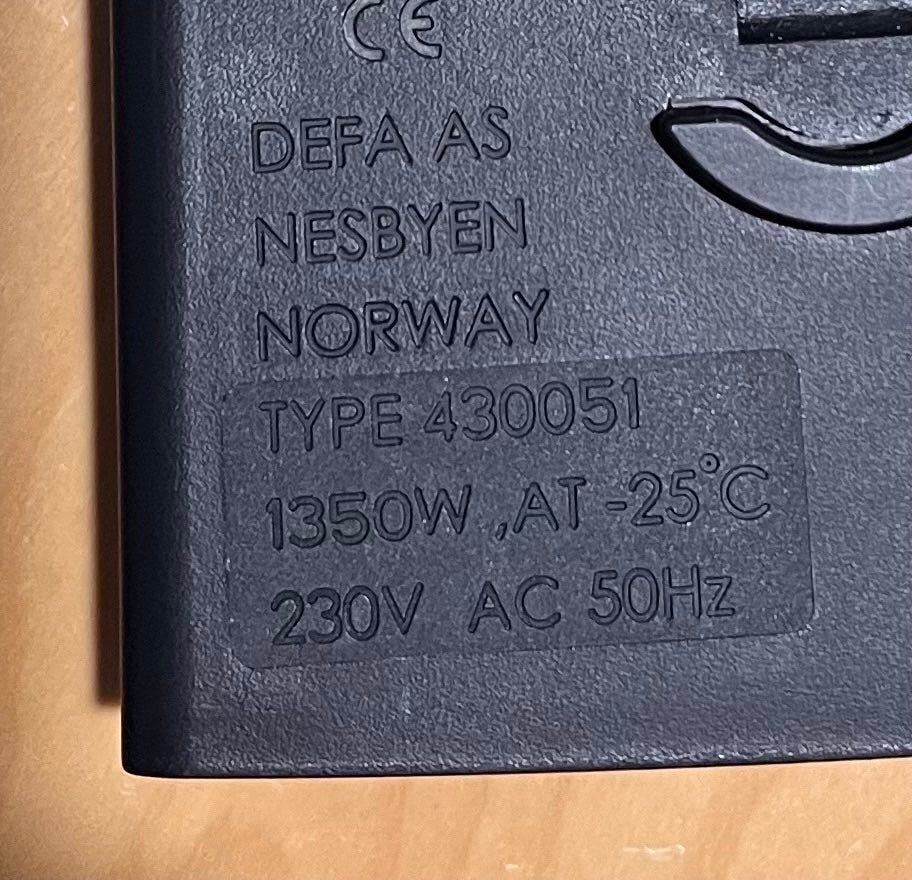 CE
DEFA AS
NESBYEN
NORWAY
TYPE 430051
1350W ,AT -25°C
230V AC 50Hz